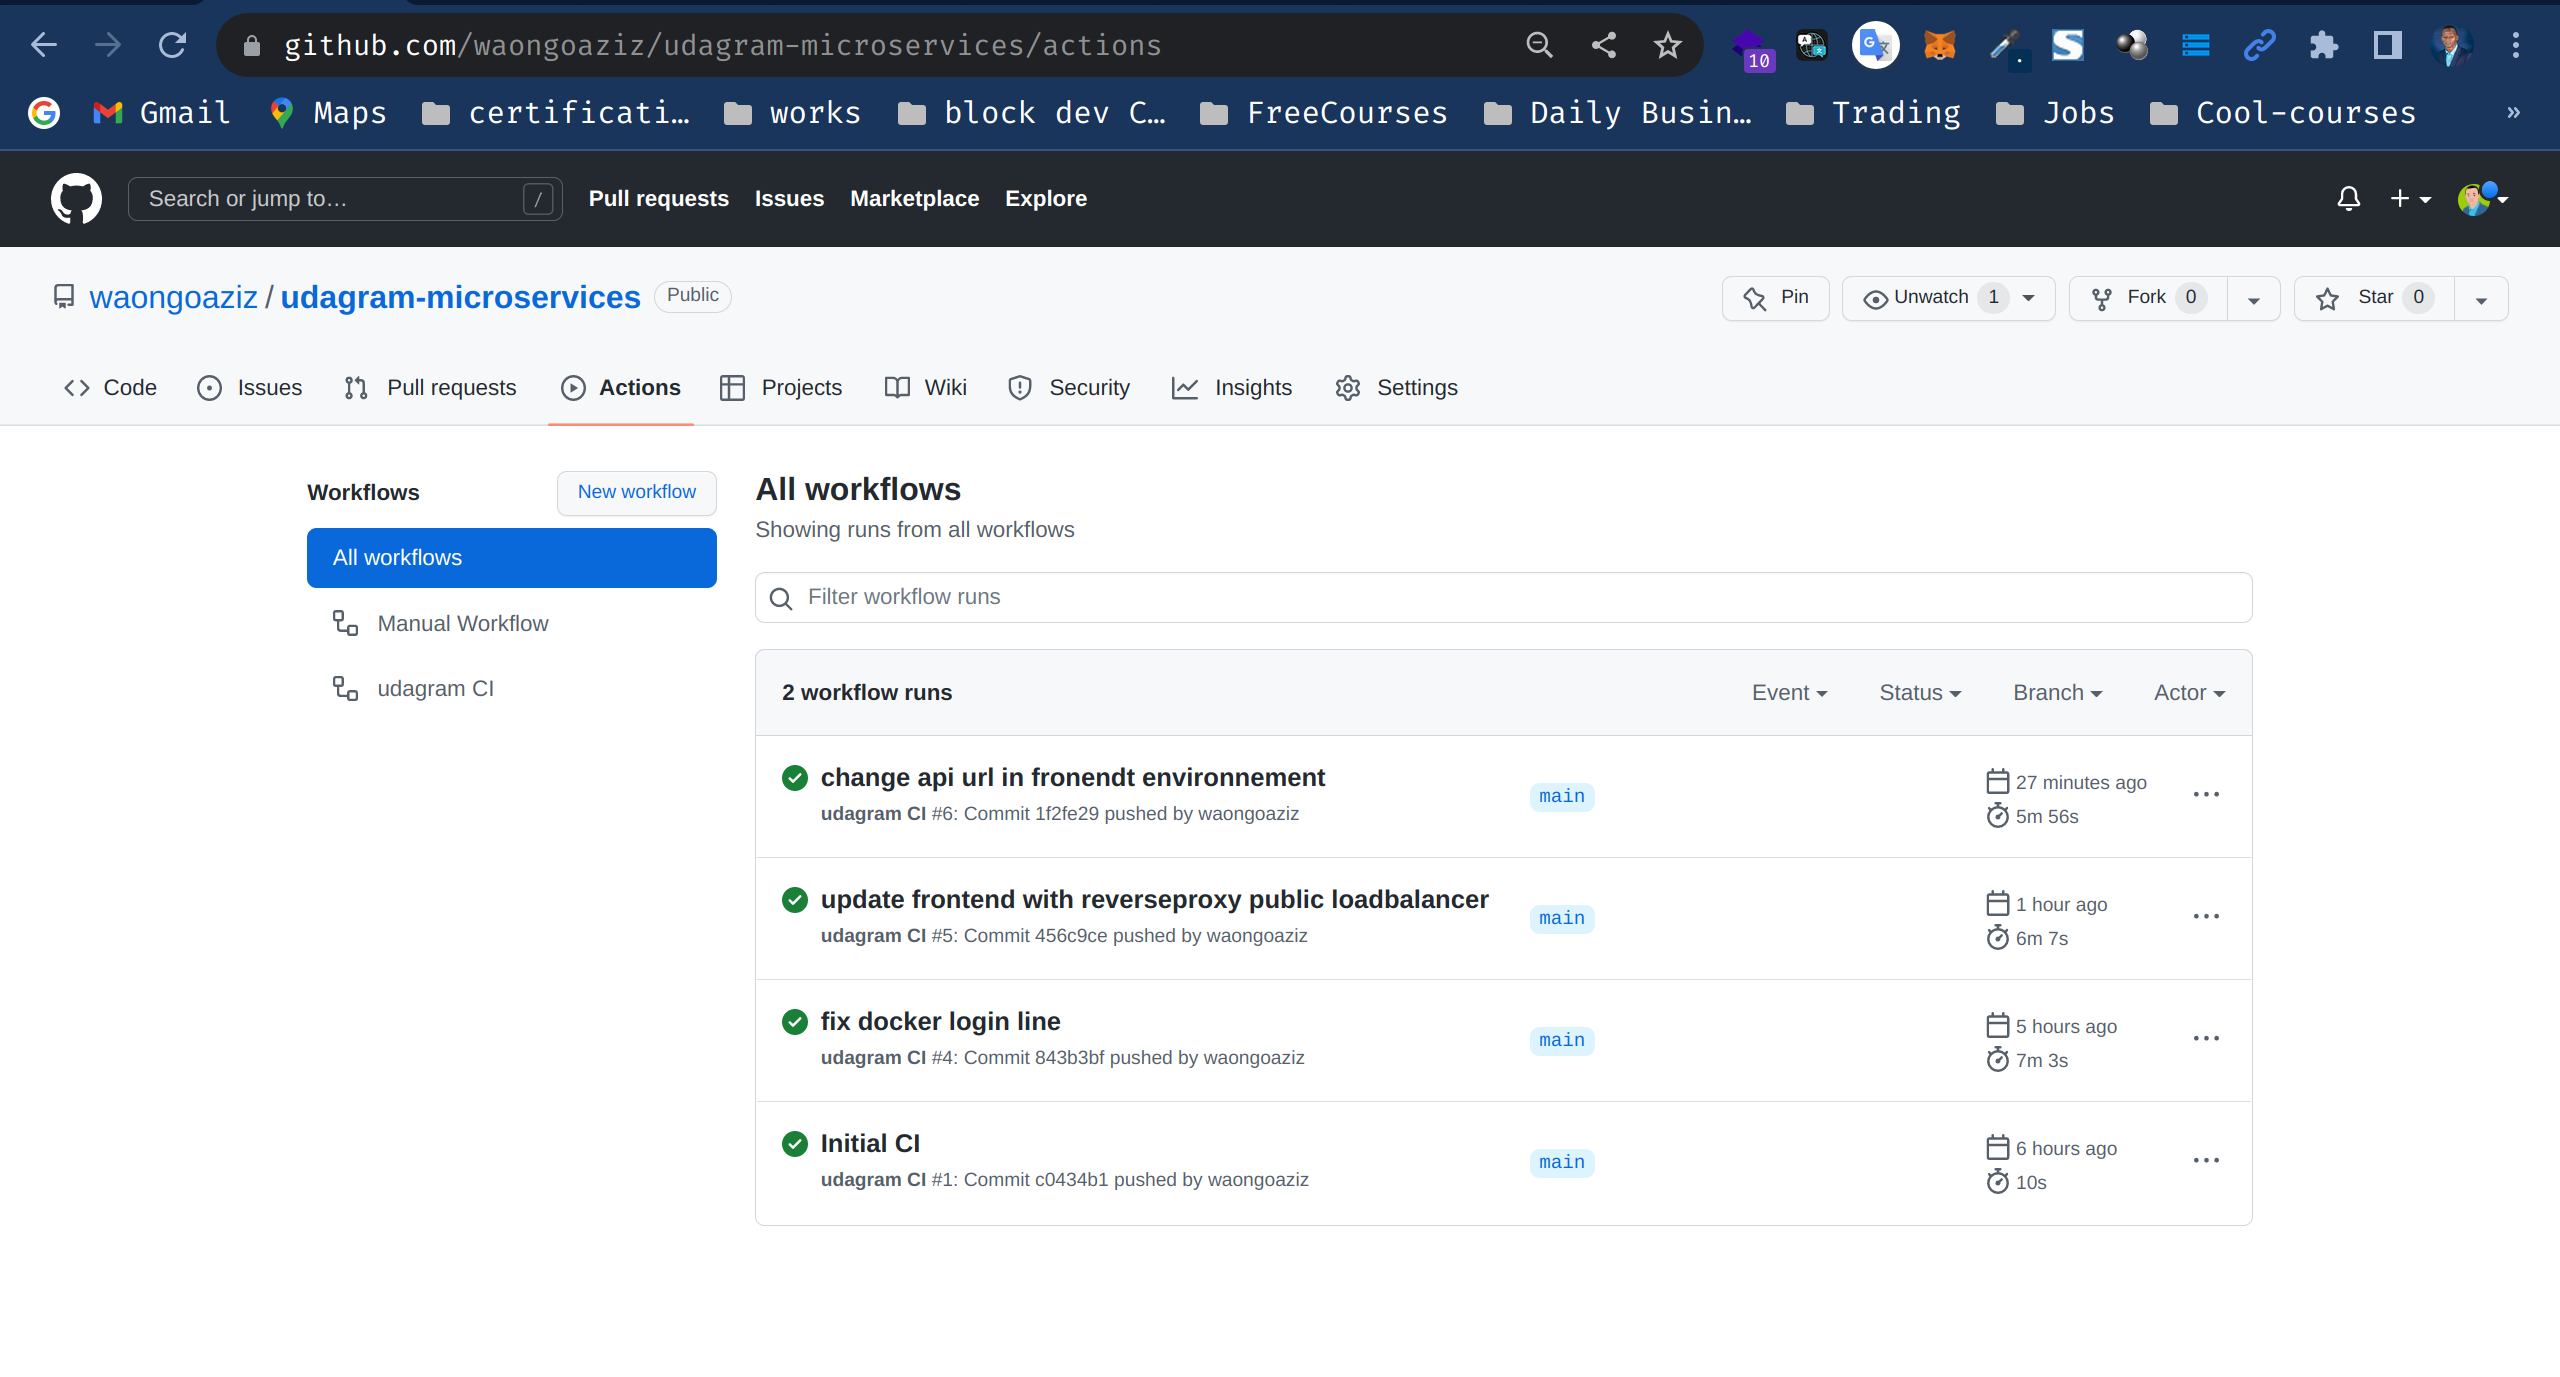 github.com/waongoaziz/udagram-microservices/actions
10
Gmail Maps certificati… works block dev C… FreeCourses Daily Busin… Trading Jobs Cool-courses »
Search or jump to… /
Pull requests Issues Marketplace Explore
waongoaziz / udagram-microservices Public
Pin Unwatch 1 Fork 0 Star 0
Code Issues Pull requests Actions Projects Wiki Security Insights Settings
Workflows New workflow
All workflows
Manual Workflow
udagram CI
All workflows
Showing runs from all workflows
Filter workflow runs
2 workflow runs Event Status Branch Actor
change api url in fronendt environnement
udagram CI #6: Commit 1f2fe29 pushed by waongoaziz
main
27 minutes ago
5m 56s
update frontend with reverseproxy public loadbalancer
udagram CI #5: Commit 456c9ce pushed by waongoaziz
main
1 hour ago
6m 7s
fix docker login line
udagram CI #4: Commit 843b3bf pushed by waongoaziz
main
5 hours ago
7m 3s
Initial CI
udagram CI #1: Commit c0434b1 pushed by waongoaziz
main
6 hours ago
10s